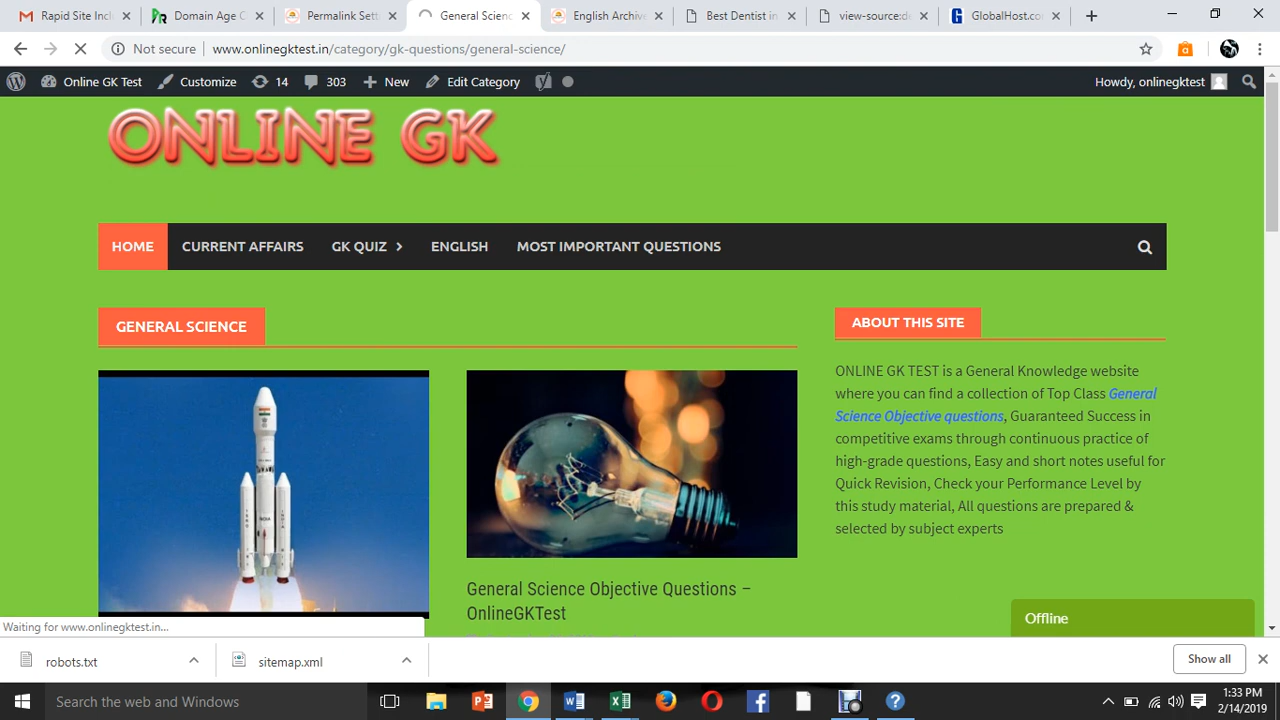 Rapid Site Incl
Domain Age C
Permalink Sett
General Scienc
English Archive
Best Dentist in
view-source:de
GlobalHost.co
Not secure
www.onlinegktest.in/category/gk-questions/general-science/
Online GK Test
Customize
14
303
New
Edit Category
Howdy, onlinegktest
ONLINE GK
HOME
CURRENT AFFAIRS
GK QUIZ
ENGLISH
MOST IMPORTANT QUESTIONS
GENERAL SCIENCE
General Science Objective Questions –
OnlineGKTest
ABOUT THIS SITE
ONLINE GK TEST is a General Knowledge website
where you can find a collection of Top Class General
Science Objective questions, Guaranteed Success in
competitive exams through continuous practice of
high-grade questions, Easy and short notes useful for
Quick Revision, Check your Performance Level by
this study material, All questions are prepared &
selected by subject experts
Offline
Waiting for www.onlinegktest.in...
robots.txt
sitemap.xml
Show all
Search the web and Windows
1:33 PM
2/14/2019